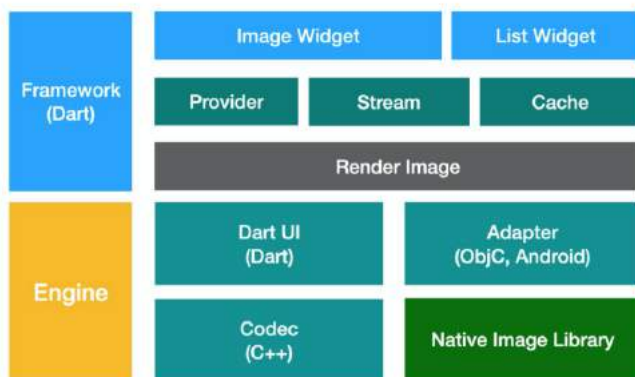 Image Widget
List Widget
Framework
(Dart)
Provider
Stream
Cache
Render Image
Engine
Dart UI
(Dart)
Adapter
(ObjC, Android)
Codec
(C++)
Native Image Library